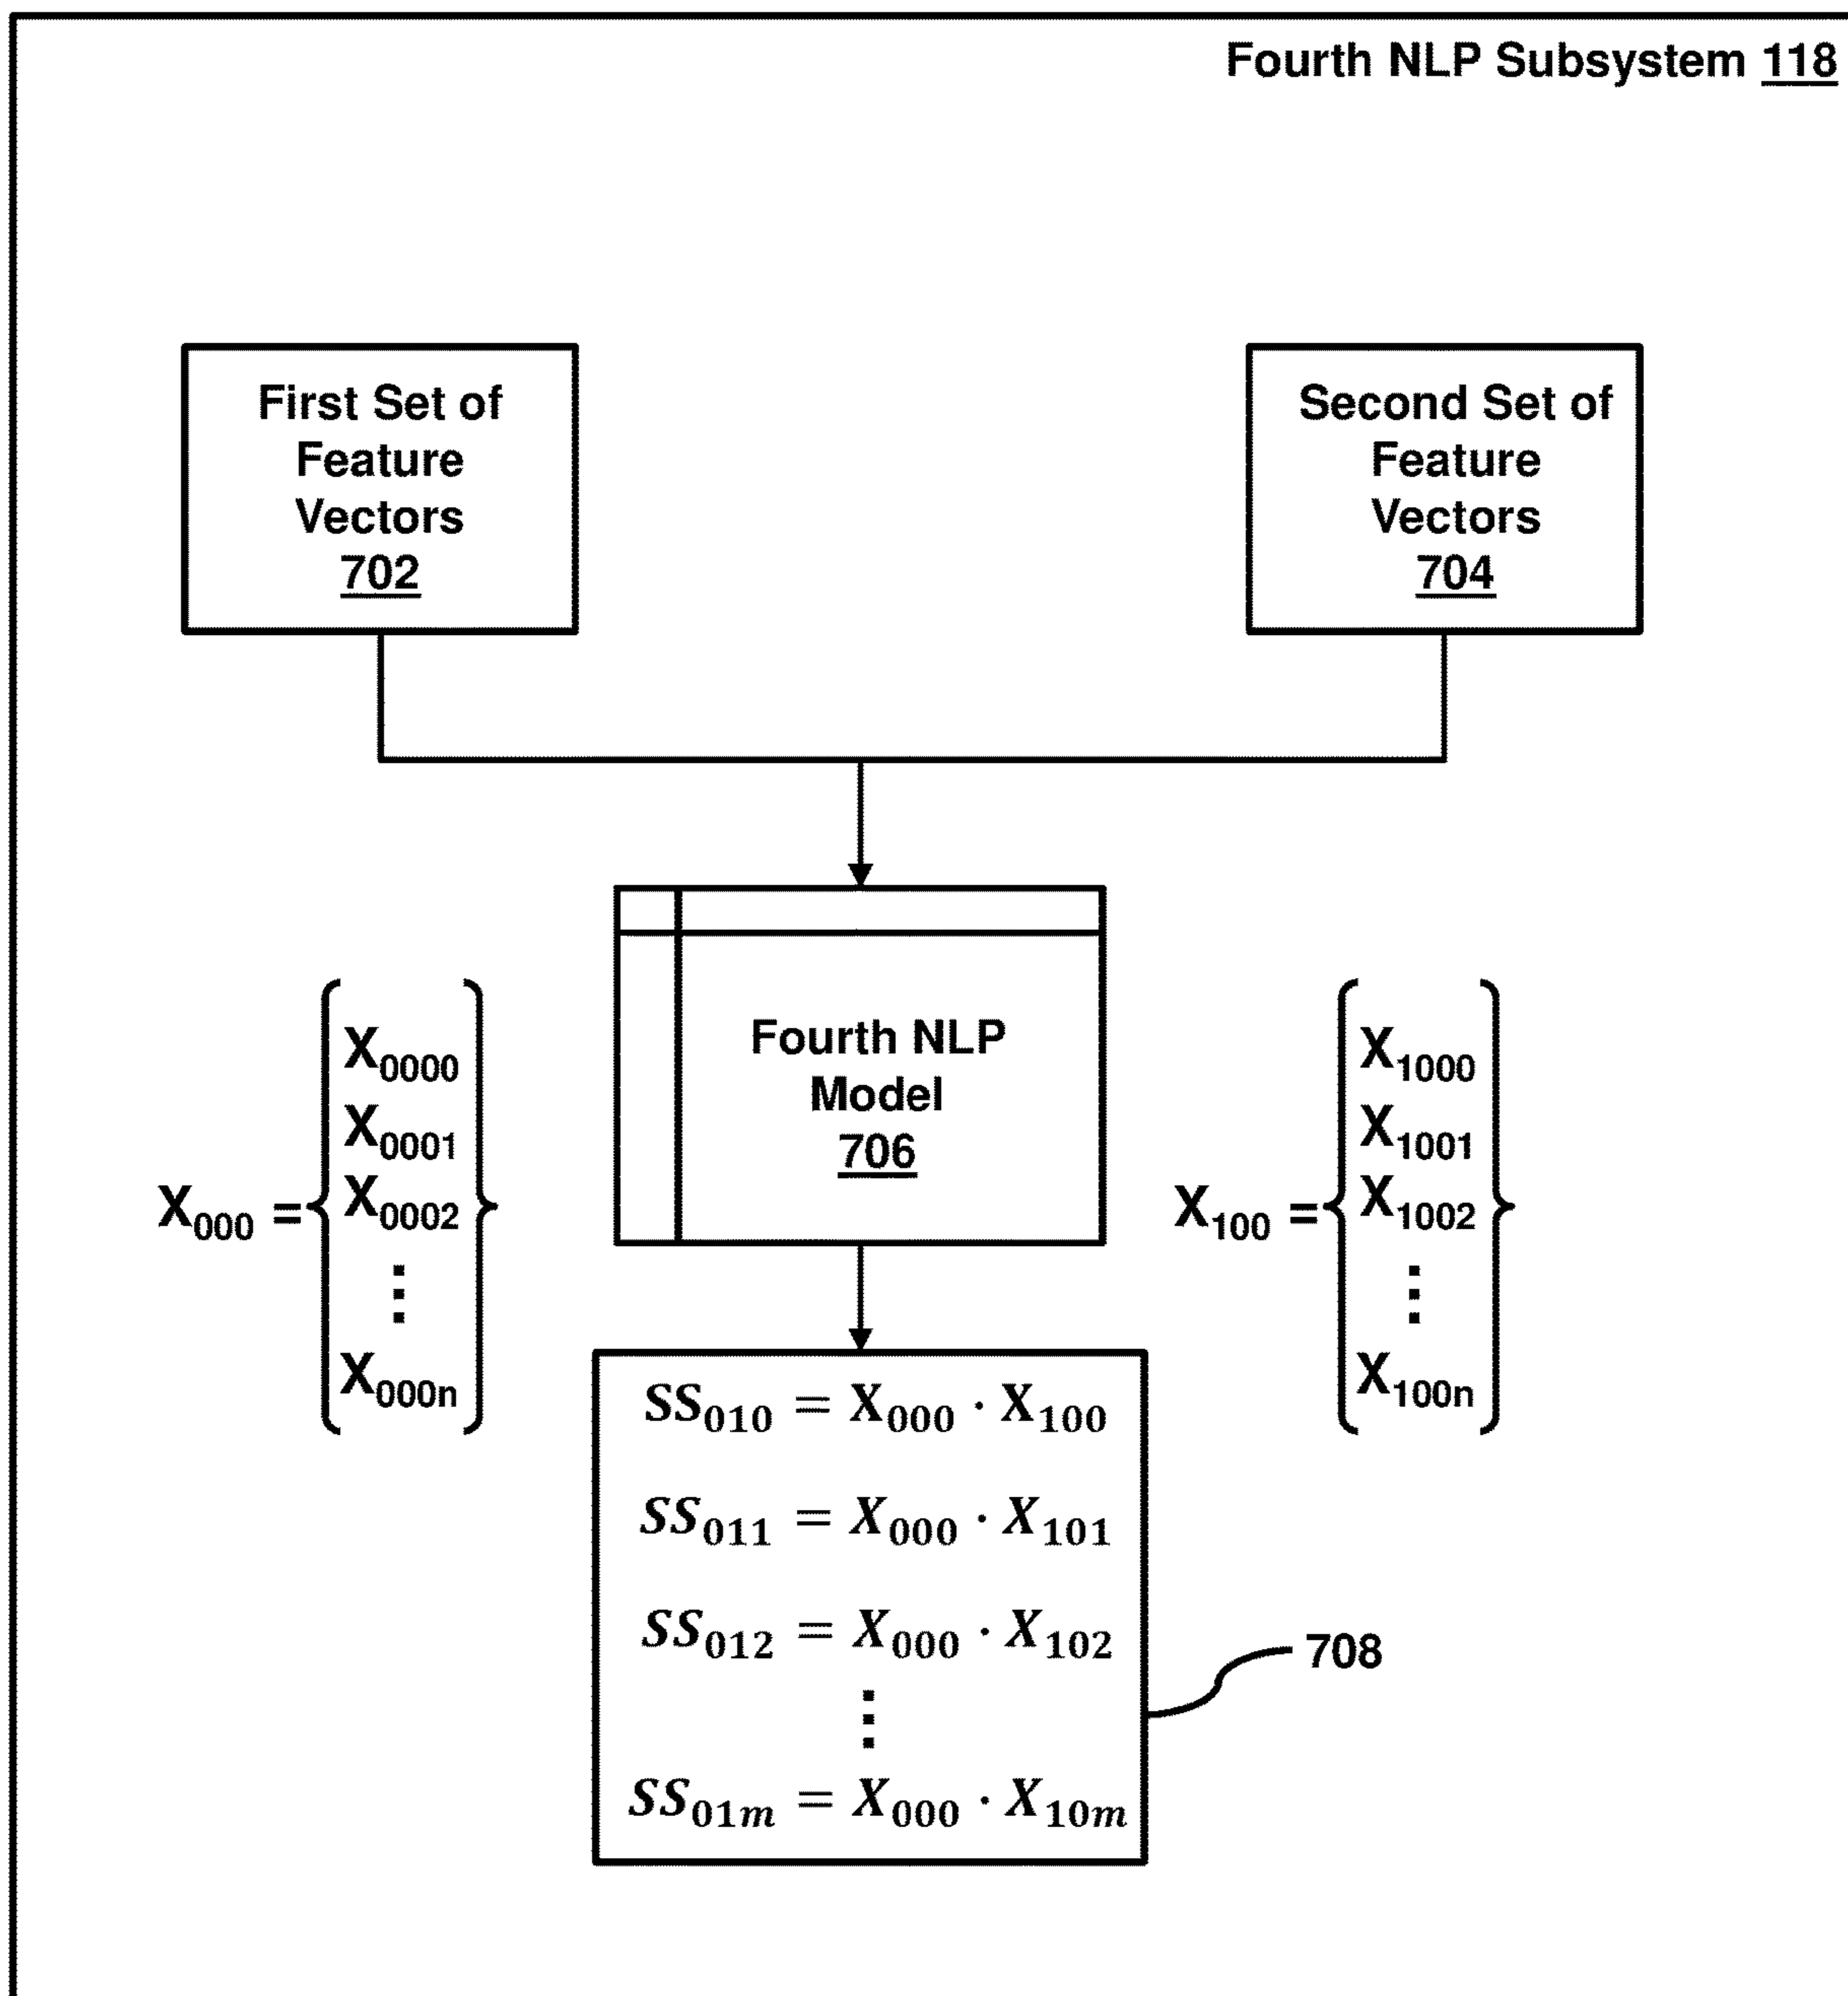 Fourth NLP Subsystem 118
First Set of
Feature
Vectors
702
Second Set of
Feature
Vectors
704
Fourth NLP
Model
706
X₀₀₀ = {
X₀₀₀₀
X₀₀₀₁
X₀₀₀₂
⋮
X₀₀₀ₙ
}
X₁₀₀ = {
X₁₀₀₀
X₁₀₀₁
X₁₀₀₂
⋮
X₁₀₀ₙ
}
SS₀₁₀ = X₀₀₀ · X₁₀₀
SS₀₁₁ = X₀₀₀ · X₁₀₁
SS₀₁₂ = X₀₀₀ · X₁₀₂
⋮
SS₀₁ₘ = X₀₀₀ · X₁₀ₘ
708